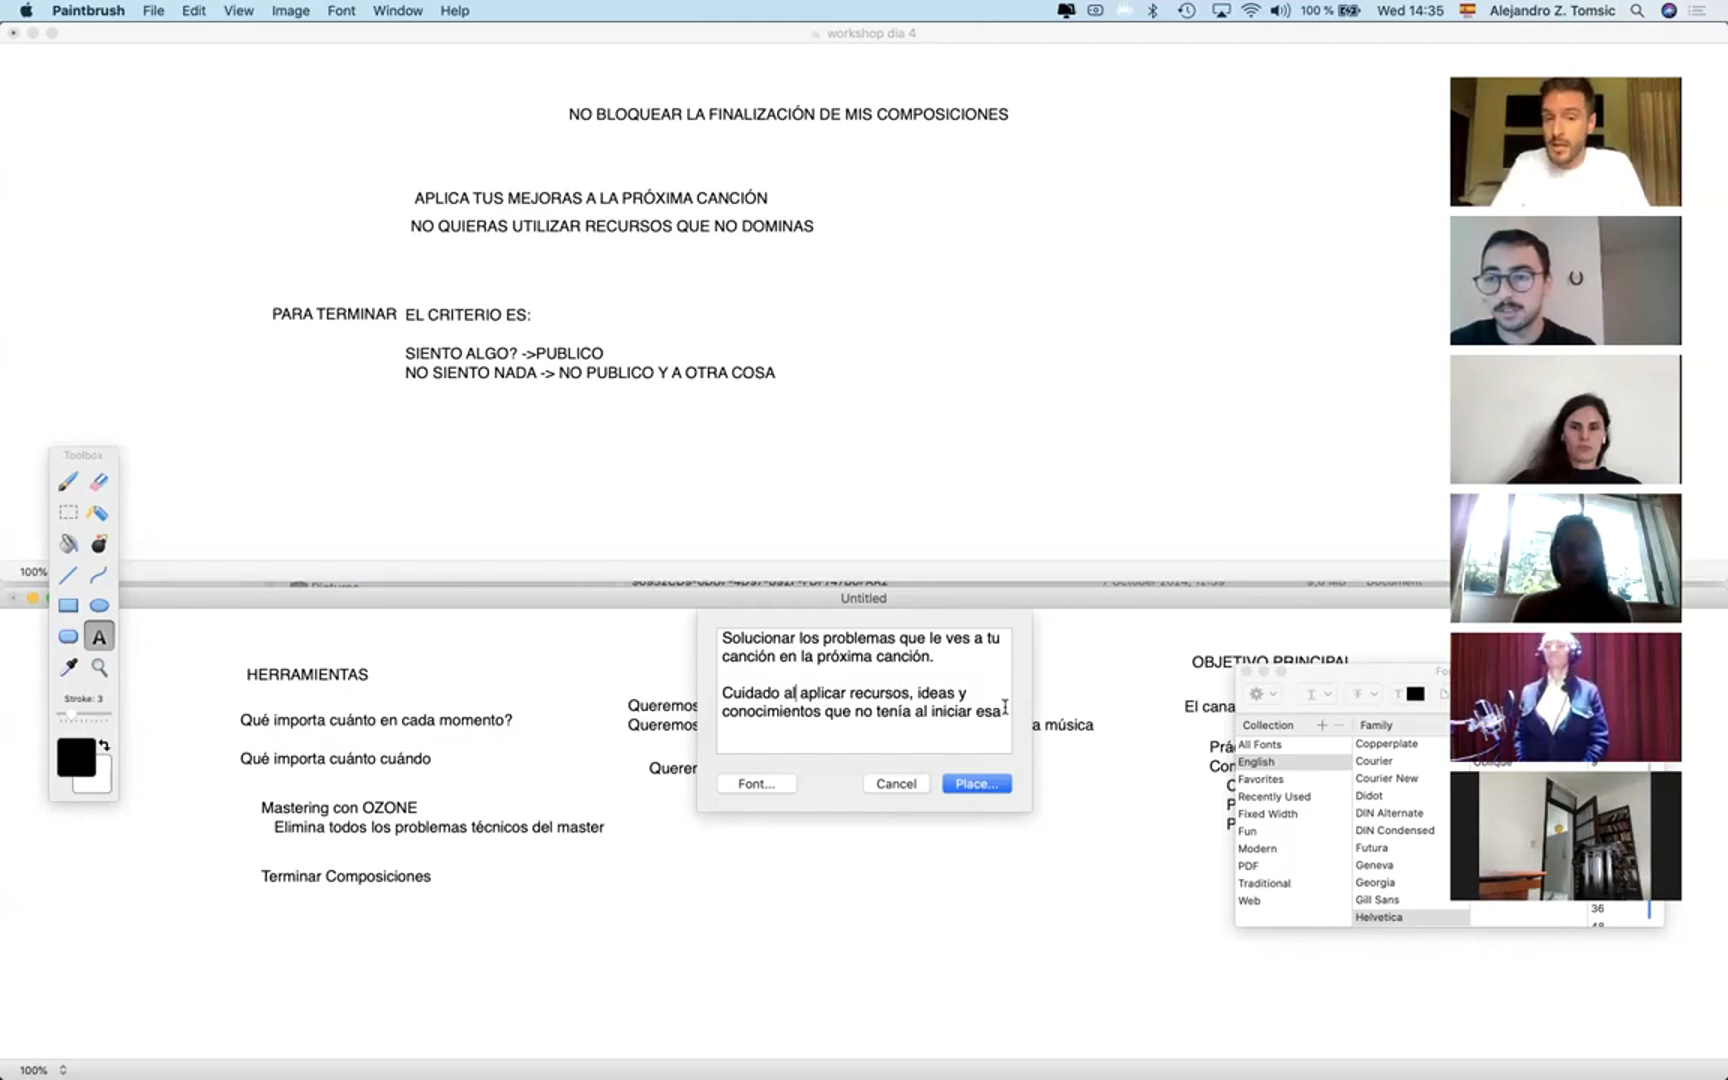 Paintbrush File Edit View Image Font Window Help
100 % Wed 14:35 Alejandro Z. Tomsic
workshop dia 4
NO BLOQUEAR LA FINALIZACIÓN DE MIS COMPOSICIONES
APLICA TUS MEJORAS A LA PRÓXIMA CANCIÓN
NO QUIERAS UTILIZAR RECURSOS QUE NO DOMINAS
PARA TERMINAR EL CRITERIO ES:
SIENTO ALGO? ->PUBLICO
NO SIENTO NADA -> NO PUBLICO Y A OTRA COSA
Toolbox
Stroke: 3
100%
Untitled
HERRAMIENTAS
Qué importa cuánto en cada momento?
Qué importa cuánto cuándo
Mastering con OZONE
Elimina todos los problemas técnicos del master
Terminar Composiciones
Queremos
Queremos
a música
Solucionar los problemas que le ves a tu
canción en la próxima canción.
Cuidado al aplicar recursos, ideas y
conocimientos que no tenía al iniciar esa
Font... Cancel Place...
OBJETIVO PRINCIPAL
El cana
Collection Family
All Fonts
English
Favorites
Recently Used
Fixed Width
Fun
Modern
PDF
Traditional
Web
Copperplate
Courier
Courier New
Didot
DIN Alternate
DIN Condensed
Futura
Geneva
Georgia
Gill Sans
Helvetica
36
100%